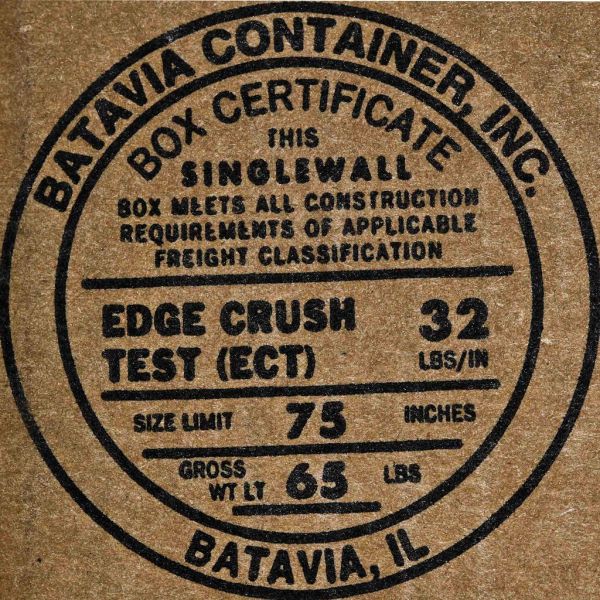 BATAVIA CONTAINER, INC.
BOX CERTIFICATE
THIS
SINGLEWALL
BOX MEETS ALL CONSTRUCTION
REQUIREMENTS OF APPLICABLE
FREIGHT CLASSIFICATION
EDGE CRUSH 32
TEST (ECT) LBS/IN
SIZE LIMIT 75 INCHES
GROSS
WT LT 65 LBS
BATAVIA, IL